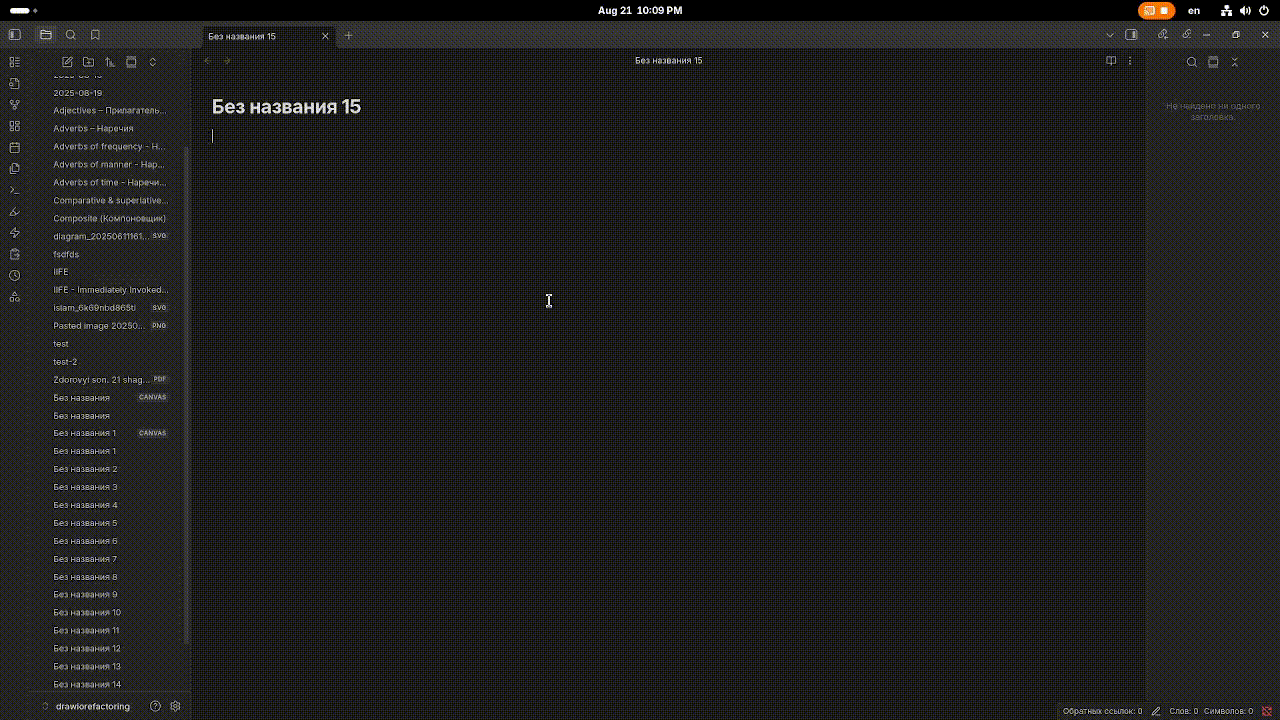 Aug 21 10:09 PM
en
Без названия 15
Без названия 15
2025-08-19
Adjectives – Прилагатель...
Adverbs – Наречия
Adverbs of frequency - Н...
Adverbs of manner - Нар...
Adverbs of time - Наречи...
Comparative & superlative...
Composite (Компоновщик)
diagram_20250611161... SVG
fsdfds
IIFE
IIFE - Immediately Invoked...
islam_6k69nbd865ti SVG
Pasted image 20250... PNG
test
test-2
Zdorovyi son. 21 shag... PDF
Без названия CANVAS
Без названия
Без названия 1 CANVAS
Без названия 1
Без названия 2
Без названия 3
Без названия 4
Без названия 5
Без названия 6
Без названия 7
Без названия 8
Без названия 9
Без названия 10
Без названия 11
Без названия 12
Без названия 13
Без названия 14
drawiorefactoring
Без названия 15
Не найдено ни одного
заголовка.
Обратных ссылок: 0 Слов: 0 Символов: 0